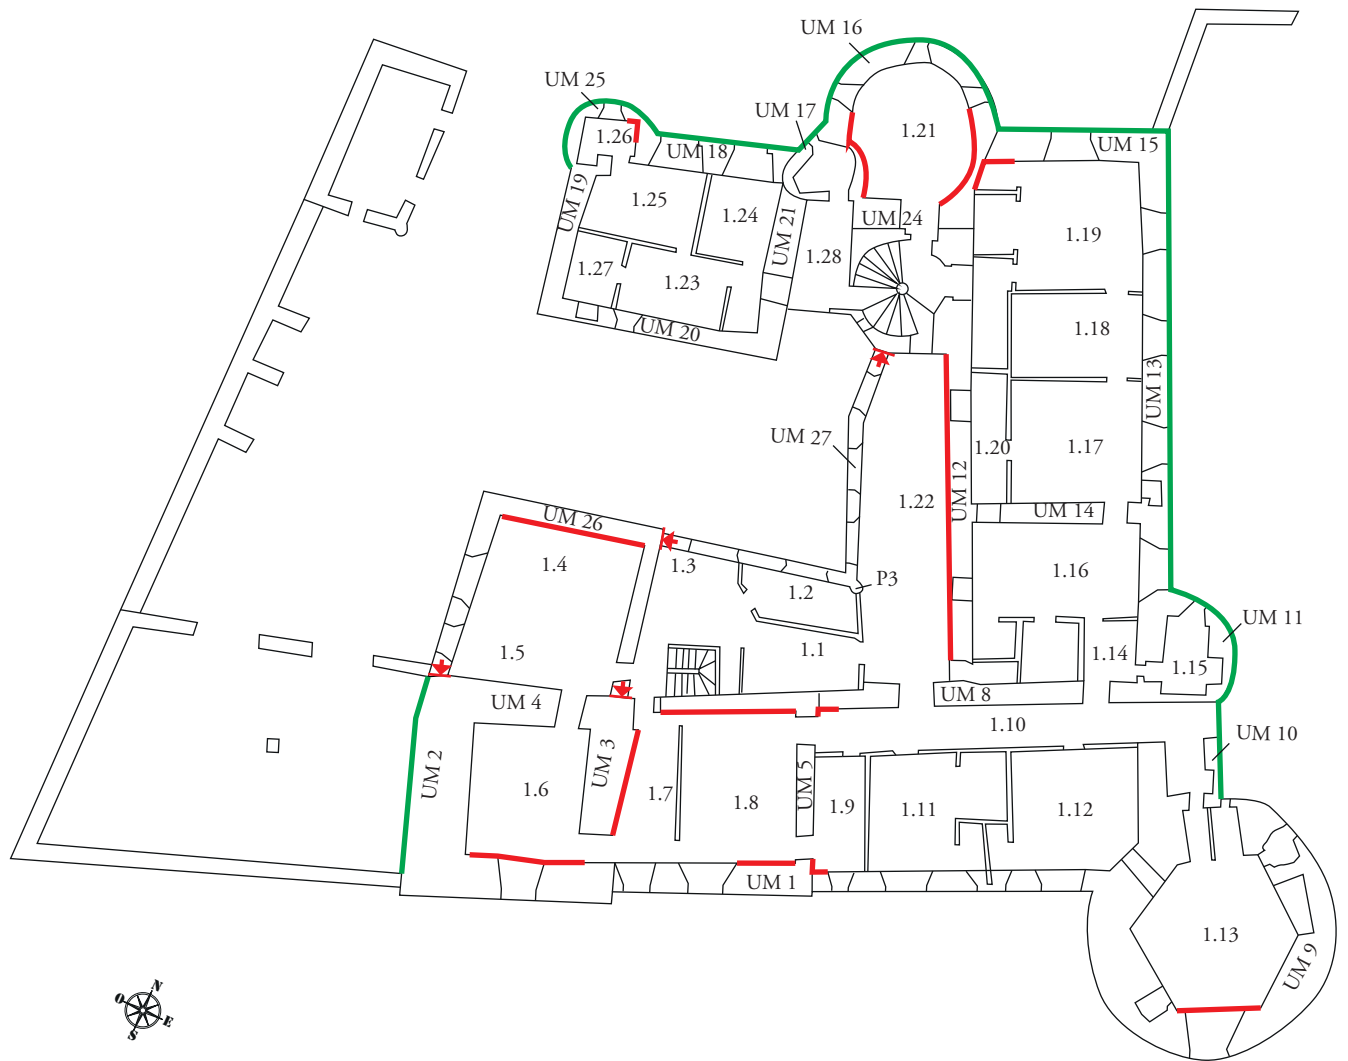 UM 16
UM 25
UM 17
1.21
1.26
UM 18
UM 15
UM 19
1.25
1.24
UM 21
UM 24
1.19
1.28
1.27
1.23
UM 20
1.18
UM 13
UM 27
1.20
1.17
UM 12
1.22
UM 14
UM 26
1.4
1.3
1.2
P3
1.16
UM 11
1.5
1.1
1.14
1.15
UM 4
UM 8
1.10
UM 10
UM 2
UM 3
1.6
1.7
1.8
UM 5
1.9
1.11
1.12
UM 1
1.13
UM 9
N
O
E
S